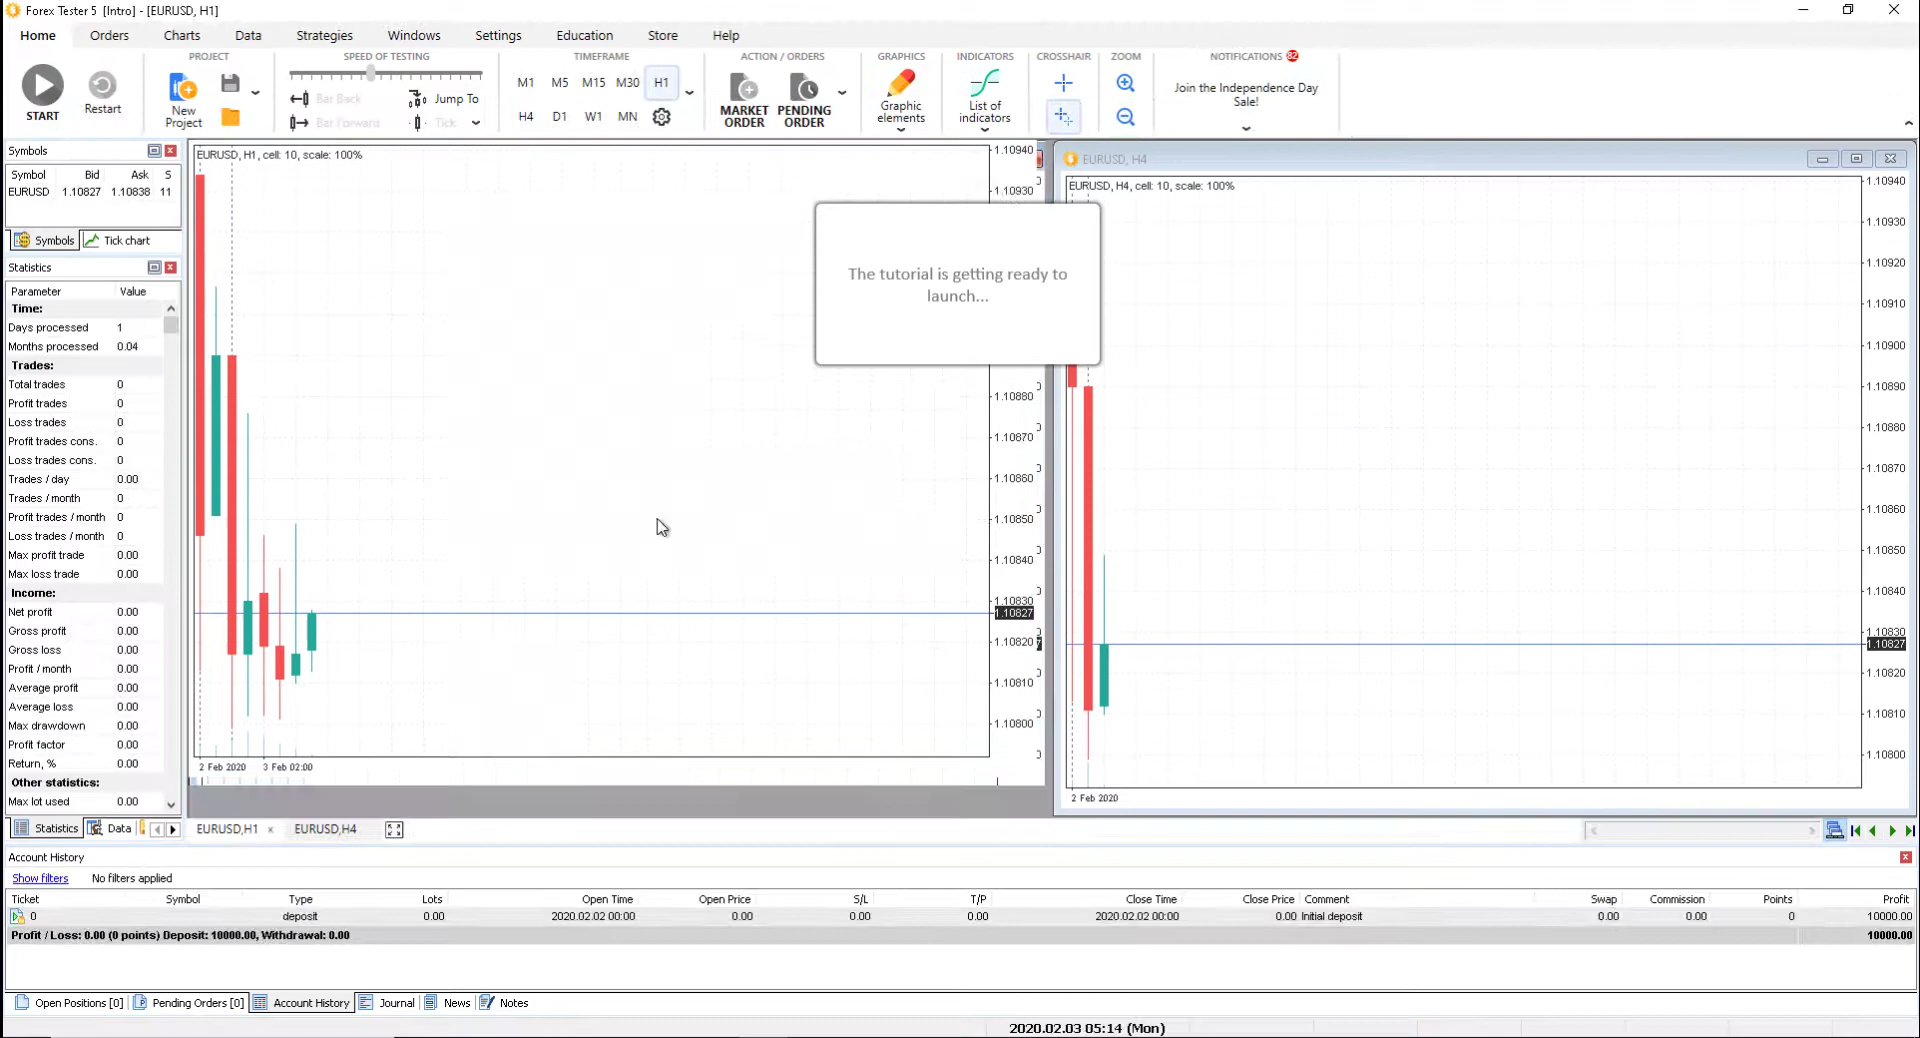 Forex Tester 5 [Intro] - [EURUSD, H1]
Home Orders Charts Data Strategies Windows Settings Education Store Help
PROJECT SPEED OF TESTING TIMEFRAME ACTION / ORDERS GRAPHICS INDICATORS CROSSHAIR ZOOM NOTIFICATIONS 82
START
Restart
New Project
Bar Back Jump To
Bar Forward Tick
M1 M5 M15 M30 H1
H4 D1 W1 MN
MARKET ORDER
PENDING ORDER
Graphic elements
List of indicators
Join the Independence Day
Sale!
Symbols
Symbol Bid Ask S
EURUSD 1.10827 1.10838 11
Symbols Tick chart
Statistics
Parameter Value
Time:
Days processed 1
Months processed 0.04
Trades:
Total trades 0
Profit trades 0
Loss trades 0
Profit trades cons. 0
Loss trades cons. 0
Trades / day 0.00
Trades / month 0
Profit trades / month 0
Loss trades / month 0
Max profit trade 0.00
Max loss trade 0.00
Income:
Net profit 0.00
Gross profit 0.00
Gross loss 0.00
Profit / month 0.00
Average profit 0.00
Average loss 0.00
Max drawdown 0.00
Profit factor 0.00
Return, % 0.00
Other statistics:
Max lot used 0.00
Statistics Data
EURUSD, H1, cell: 10, scale: 100%
1.10940
1.10930
1.10880
1.10870
1.10860
1.10850
1.10840
1.10830
1.10827
1.10820
1.10810
1.10800
2 Feb 2020 3 Feb 02:00
The tutorial is getting ready to
launch...
EURUSD, H4
EURUSD, H4, cell: 10, scale: 100%
1.10940
1.10930
1.10920
1.10910
1.10900
1.10890
1.10880
1.10870
1.10860
1.10850
1.10840
1.10830
1.10827
1.10820
1.10810
1.10800
2 Feb 2020
EURUSD,H1 × EURUSD,H4
Account History
Show filters No filters applied
Ticket Symbol Type Lots Open Time Open Price S/L T/P Close Time Close Price Comment Swap Commission Points Profit
0 deposit 0.00 2020.02.02 00:00 0.00 0.00 0.00 2020.02.02 00:00 0.00 Initial deposit 0.00 0.00 0 10000.00
Profit / Loss: 0.00 (0 points) Deposit: 10000.00, Withdrawal: 0.00 10000.00
Open Positions [0] Pending Orders [0] Account History Journal News Notes
2020.02.03 05:14 (Mon)